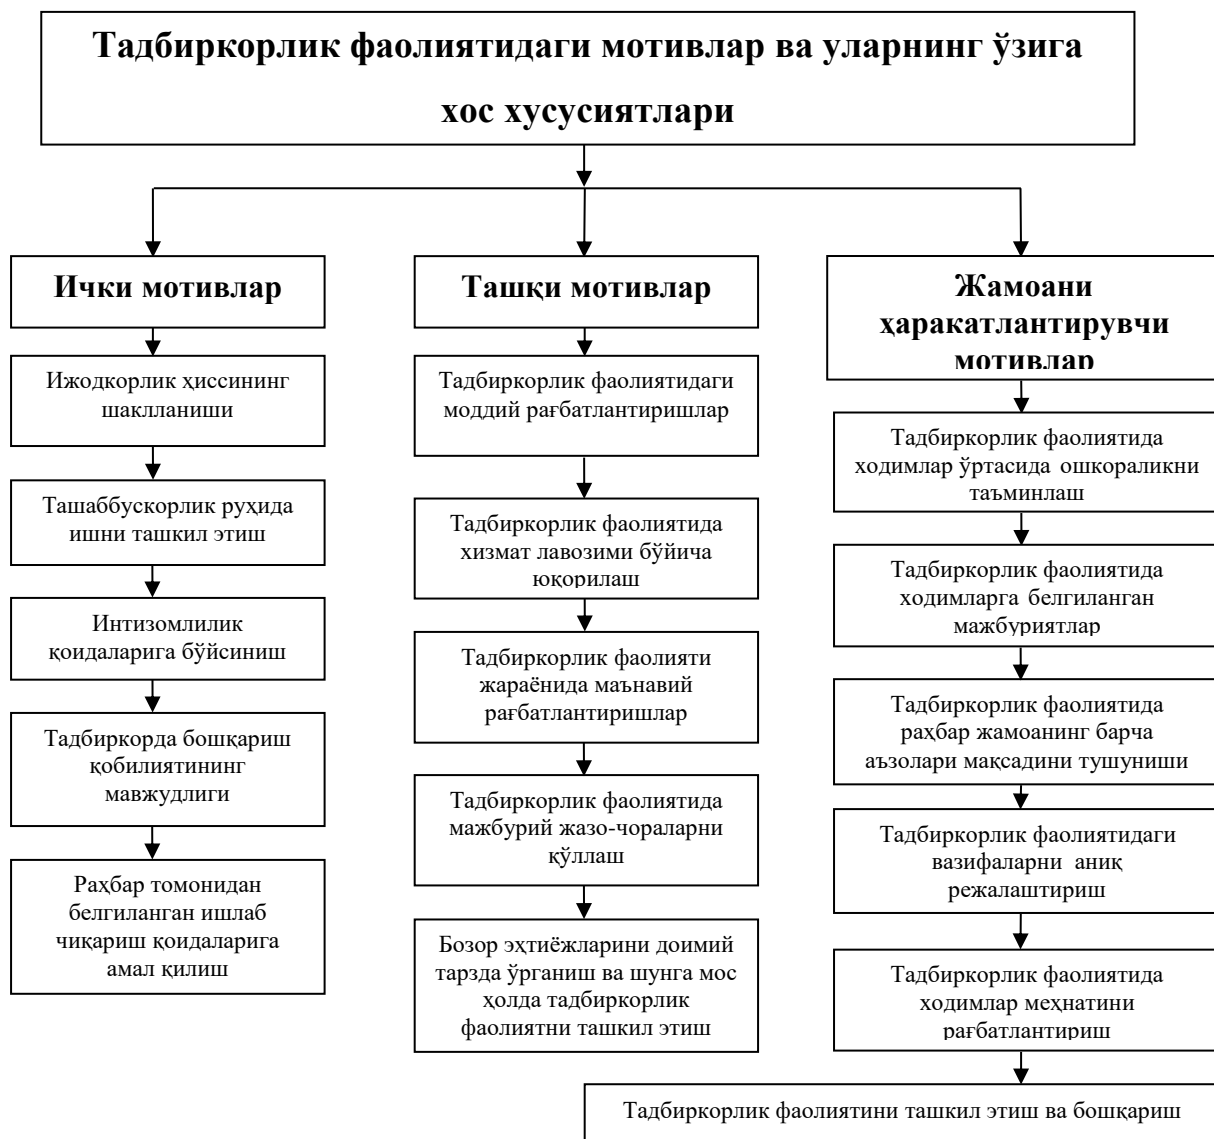 Тадбиркорлик фаолиятидаги мотивлар ва уларнинг ўзига
хос хусусиятлари
Ички мотивлар
Ижодкорлик ҳиссининг
шаклланиши
Ташаббускорлик руҳида
ишни ташкил этиш
Интизомлилик
қоидаларига бўйсиниш
Тадбиркорда бошқариш
қобилиятининг
мавжудлиги
Раҳбар томонидан
белгиланган ишлаб
чиқариш қоидаларига
амал қилиш
Ташқи мотивлар
Тадбиркорлик фаолиятидаги
моддий рағбатлантиришлар
Тадбиркорлик фаолиятида
хизмат лавозими бўйича
юқорилаш
Тадбиркорлик фаолияти
жараёнида маънавий
рағбатлантиришлар
Тадбиркорлик фаолиятида
мажбурий жазо-чораларни
қўллаш
Бозор эҳтиёжларини доимий
тарзда ўрганиш ва шунга мос
ҳолда тадбиркорлик
фаолиятни ташкил этиш
Жамоани
ҳаракатлантирувчи
мотивлар
Тадбиркорлик фаолиятида
ходимлар ўртасида ошкораликни
таъминлаш
Тадбиркорлик фаолиятида
ходимларга белгиланган
мажбуриятлар
Тадбиркорлик фаолиятида
раҳбар жамоанинг барча
аъзолари мақсадини тушуниши
Тадбиркорлик фаолиятидаги
вазифаларни аниқ
режалаштириш
Тадбиркорлик фаолиятида
ходимлар меҳнатини
рағбатлантириш
Тадбиркорлик фаолиятини ташкил этиш ва бошқариш